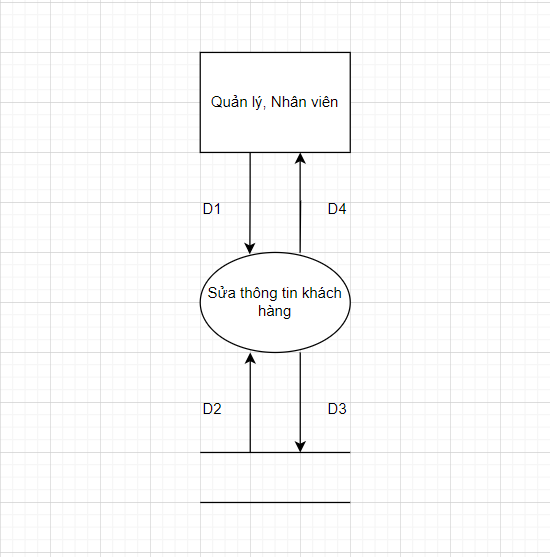 Quản lý, Nhân viên
D1
D4
Sửa thông tin khách
hàng
D2
D3